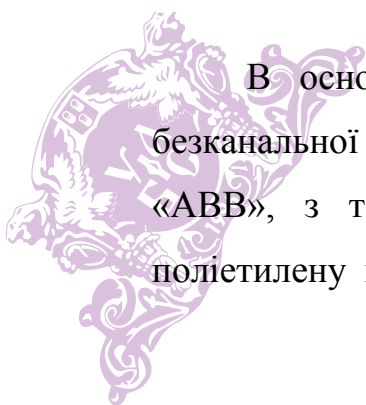 В осно
безканальної
«АВВ», з т
поліетилену